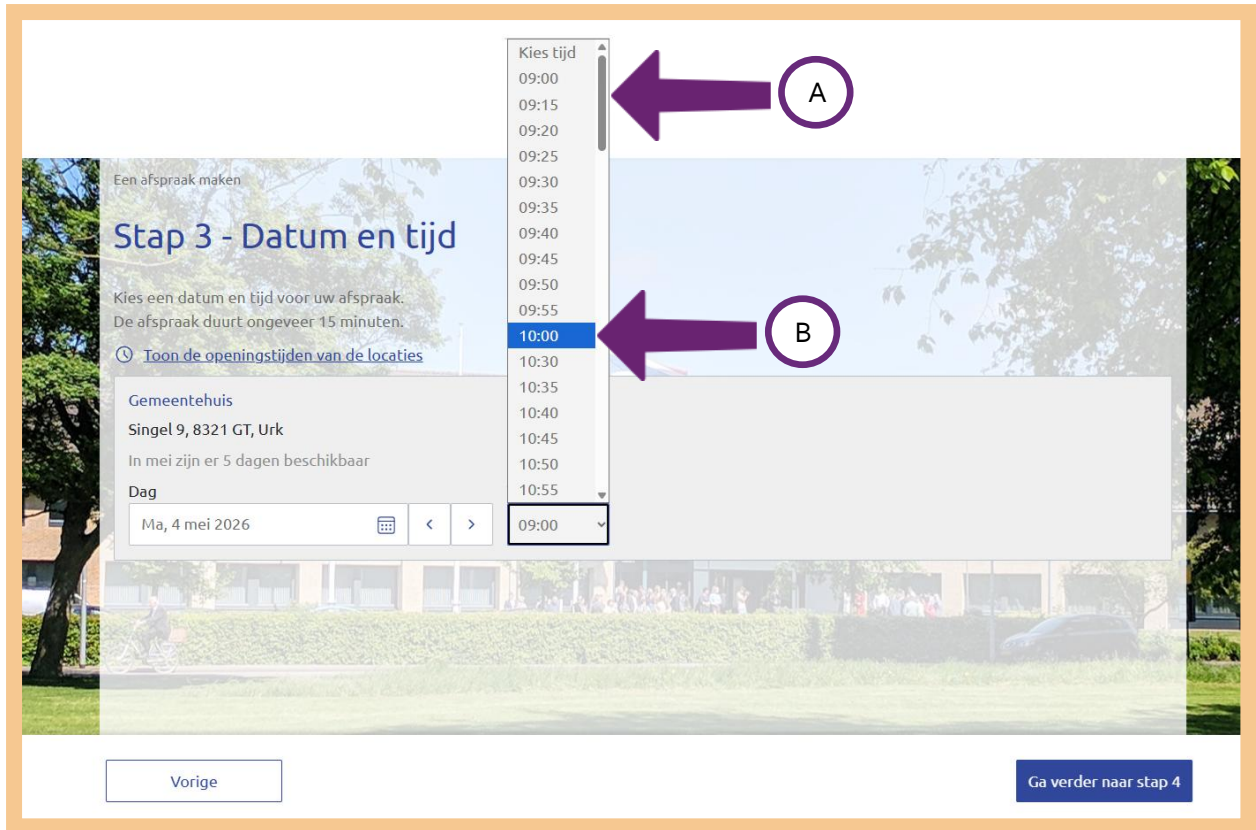 Kies tijd
09:00
09:15
09:20
09:25
09:30
09:35
09:40
09:45
09:50
09:55
10:00
10:30
10:35
10:40
10:45
10:50
10:55
A
B
Een afspraak maken
Stap 3 - Datum en tijd
Kies een datum en tijd voor uw afspraak.
De afspraak duurt ongeveer 15 minuten.
Toon de openingstijden van de locaties
Gemeentehuis
Singel 9, 8321 GT, Urk
In mei zijn er 5 dagen beschikbaar
Dag
Ma, 4 mei 2026
09:00
Vorige
Ga verder naar stap 4